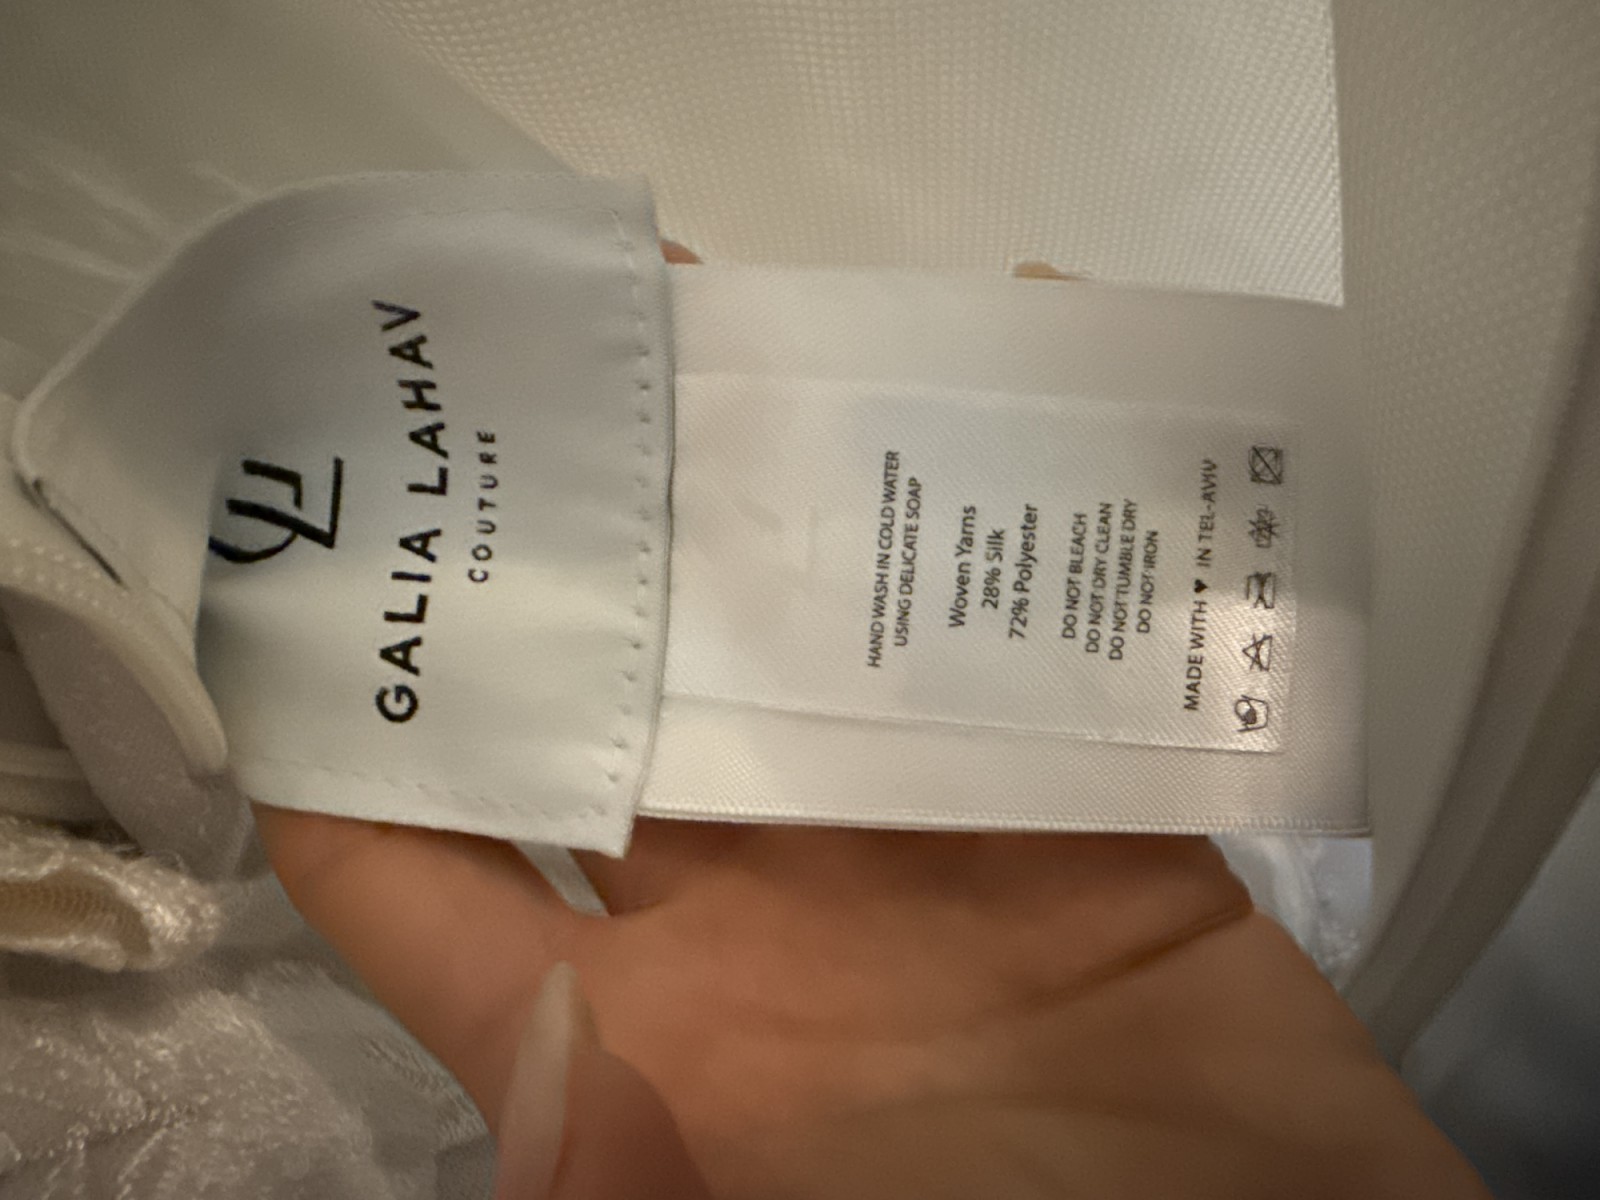 GALIA LAHAV
COUTURE
HAND WASH IN COLD WATER
USING DELICATE SOAP
Woven Yarns
28% Silk
72% Polyester
DO NOT BLEACH
DO NOT DRY CLEAN
DO NOT TUMBLE DRY
DO NOT IRON
MADE WITH ♥ IN TEL-AVIV